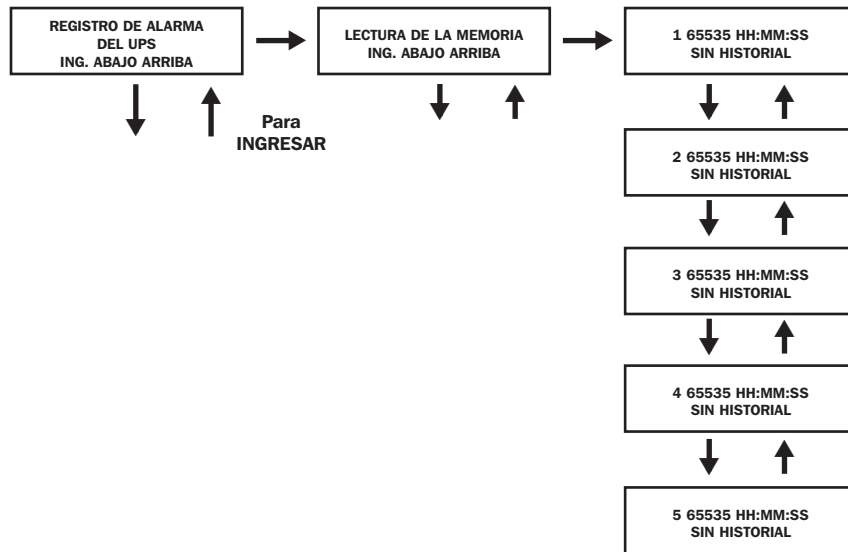 REGISTRO DE ALARMA
DEL UPS
ING. ABAJO ARRIBA
LECTURA DE LA MEMORIA
ING. ABAJO ARRIBA
1 65535 HH:MM:SS
SIN HISTORIAL
Para
INGRESAR
2 65535 HH:MM:SS
SIN HISTORIAL
3 65535 HH:MM:SS
SIN HISTORIAL
4 65535 HH:MM:SS
SIN HISTORIAL
5 65535 HH:MM:SS
SIN HISTORIAL